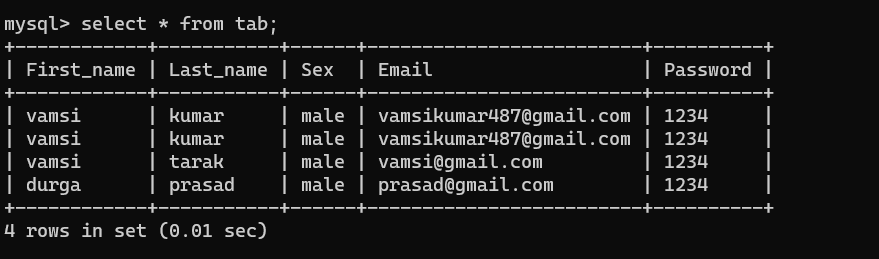 mysql> select * from tab;
+------------+-----------+------+-------------------------+----------+
| First_name | Last_name | Sex  | Email                   | Password |
+------------+-----------+------+-------------------------+----------+
| vamsi      | kumar     | male | vamsikumar487@gmail.com | 1234     |
| vamsi      | kumar     | male | vamsikumar487@gmail.com | 1234     |
| vamsi      | tarak     | male | vamsi@gmail.com         | 1234     |
| durga      | prasad    | male | prasad@gmail.com        | 1234     |
+------------+-----------+------+-------------------------+----------+
4 rows in set (0.01 sec)